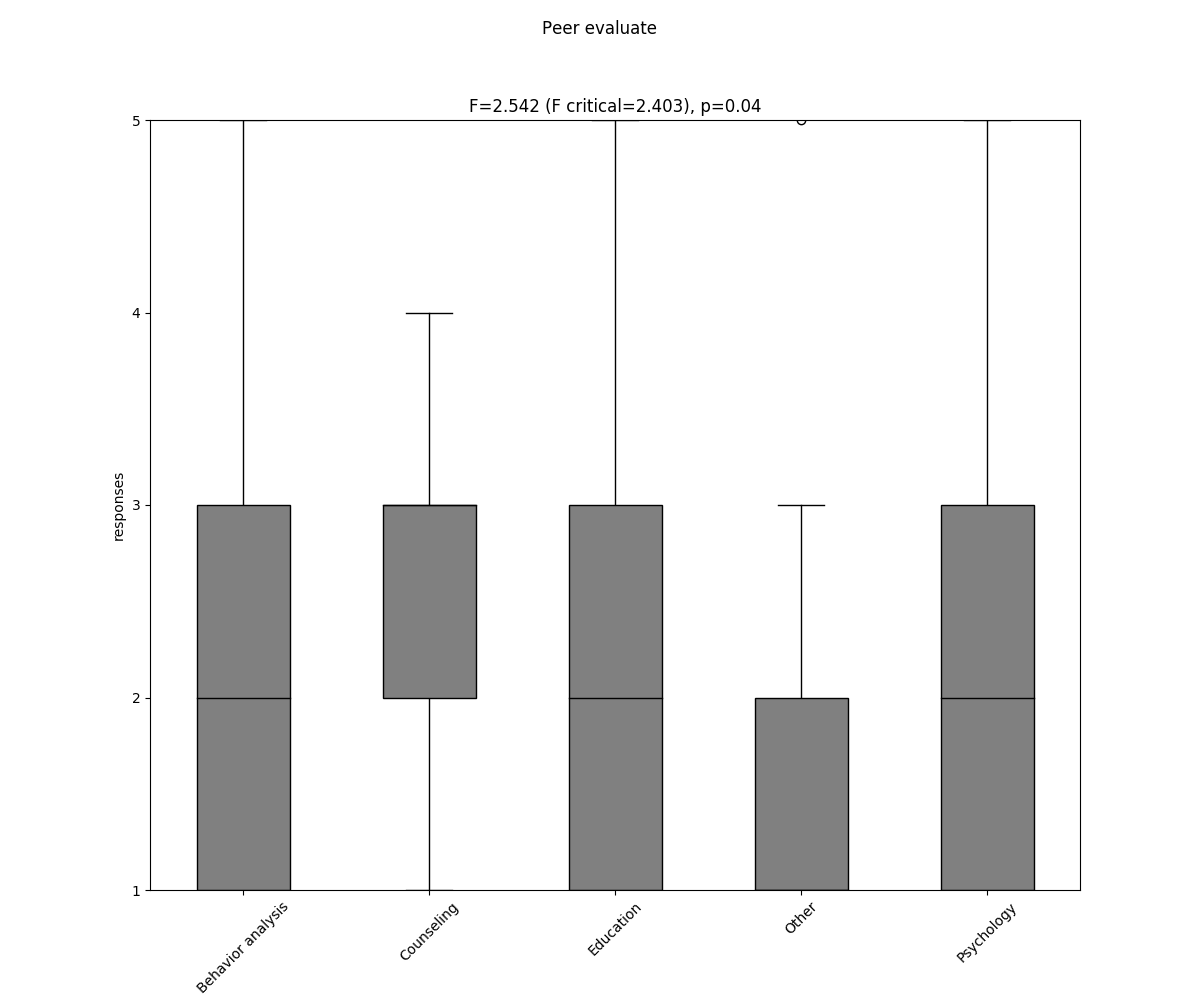 Peer evaluate
F=2.542 (F critical=2.403), p=0.04
5
4
3
2
1
responses
Behavior analysis
Counseling
Education
Other
Psychology